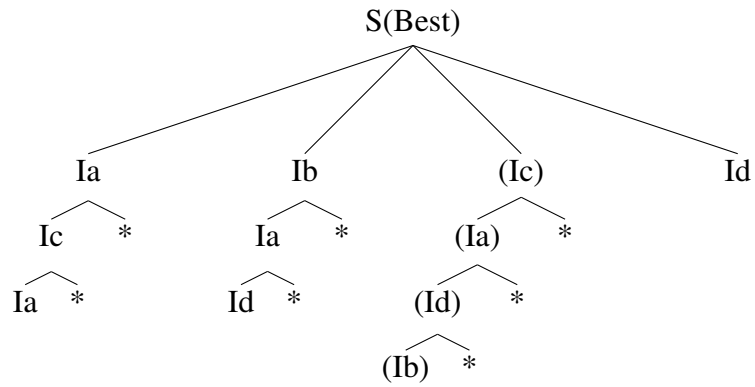 S(Best)
Ia Ib (Ic) Id
Ic * Ia * (Ia) *
Ia * Id * (Id) *
(Ib) *